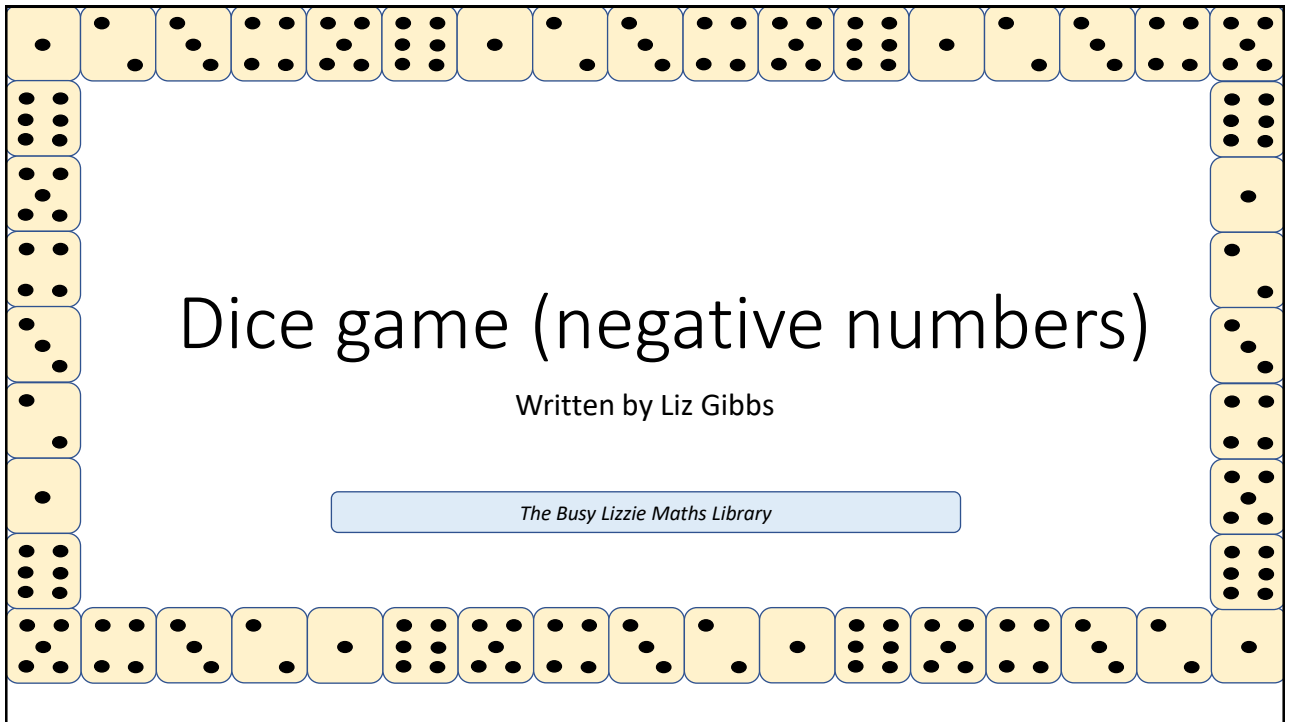 Dice game (negative numbers)
Written by Liz Gibbs
The Busy Lizzie Maths Library